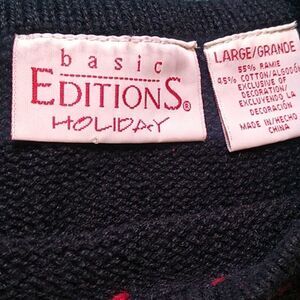 basic
EDITIONS®
HOLIDAY
LARGE/GRANDE
55% RAMIE
45% COTTON/ALGODÓN
EXCLUSIVE OF
DECORATION/
EXCLUYENDO LA
DECORACIÓN
MADE IN/HECHO
CHINA